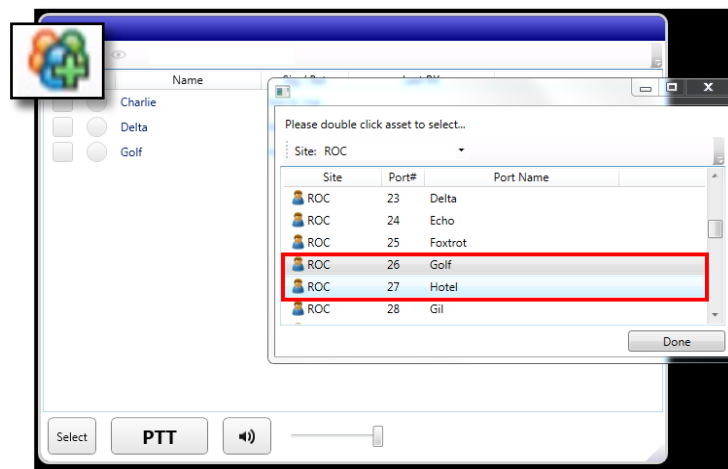 Name
Charlie
Delta
Golf
Please double click asset to select...
Site: ROC
Site Port# Port Name
ROC 23 Delta
ROC 24 Echo
ROC 25 Foxtrot
ROC 26 Golf
ROC 27 Hotel
ROC 28 Gil
Done
Select PTT